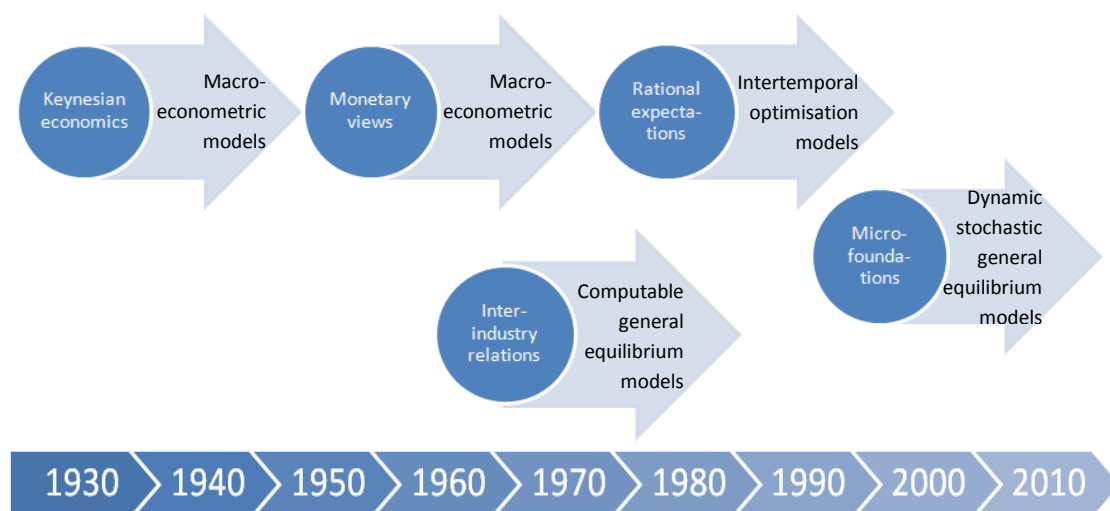 Keynesian
economics
Macro-
econometric
models
Monetary
views
Macro-
econometric
models
Rational
expecta-
tions
Intertemporal
optimisation
models
Micro-
founda-
tions
Dynamic
stochastic
general
equilibrium
models
Inter-
industry
relations
Computable
general
equilibrium
models
1930 1940 1950 1960 1970 1980 1990 2000 2010